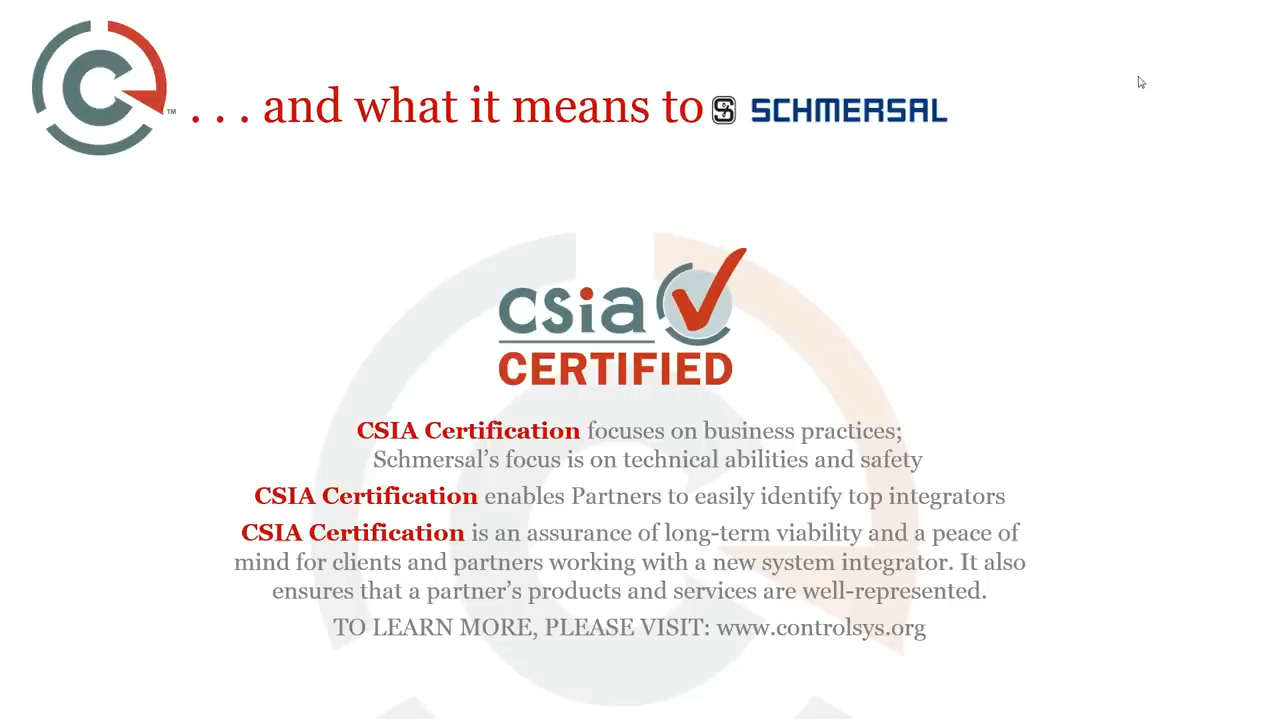 . . . and what it means to S SCHMERSAL
TM
csia
CERTIFIED
CSIA Certification focuses on business practices;
Schmersal’s focus is on technical abilities and safety
CSIA Certification enables Partners to easily identify top integrators
CSIA Certification is an assurance of long-term viability and a peace of
mind for clients and partners working with a new system integrator. It also
ensures that a partner’s products and services are well-represented.
TO LEARN MORE, PLEASE VISIT: www.controlsys.org